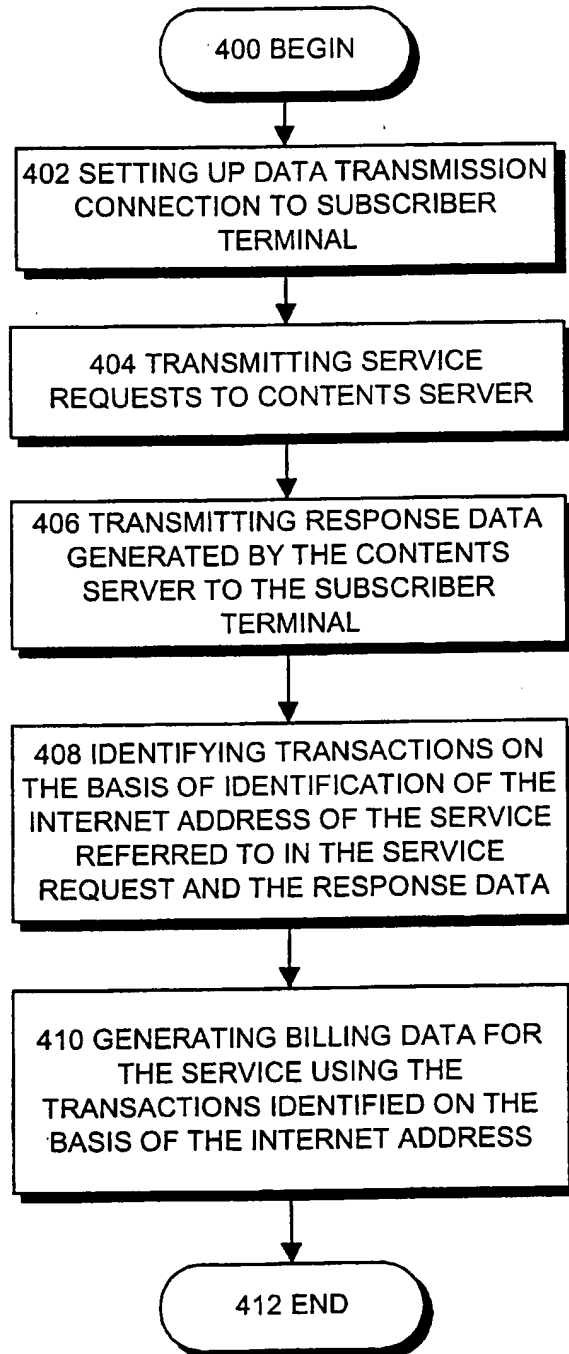 400 BEGIN
402 SETTING UP DATA TRANSMISSION
CONNECTION TO SUBSCRIBER
TERMINAL
404 TRANSMITTING SERVICE
REQUESTS TO CONTENTS SERVER
406 TRANSMITTING RESPONSE DATA
GENERATED BY THE CONTENTS
SERVER TO THE SUBSCRIBER
TERMINAL
408 IDENTIFYING TRANSACTIONS ON
THE BASIS OF IDENTIFICATION OF THE
INTERNET ADDRESS OF THE SERVICE
REFERRED TO IN THE SERVICE
REQUEST AND THE RESPONSE DATA
410 GENERATING BILLING DATA FOR
THE SERVICE USING THE
TRANSACTIONS IDENTIFIED ON THE
BASIS OF THE INTERNET ADDRESS
412 END